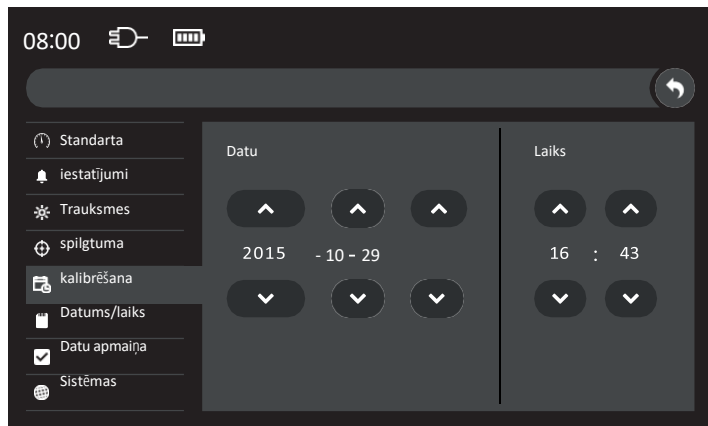 08:00
Standarta
iestatījumi
Trauksmes
spilgtuma
kalibrēšana
Datums/laiks
Datu apmaiņa
Sistēmas
Datu
2015 - 10 - 29
Laiks
16 : 43